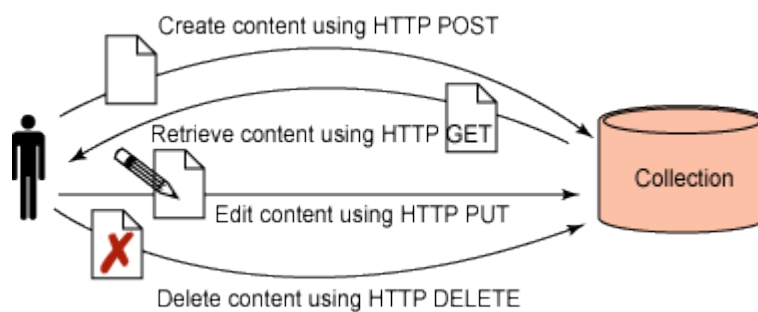 Create content using HTTP POST
Retrieve content using HTTP GET
Collection
Edit content using HTTP PUT
Delete content using HTTP DELETE